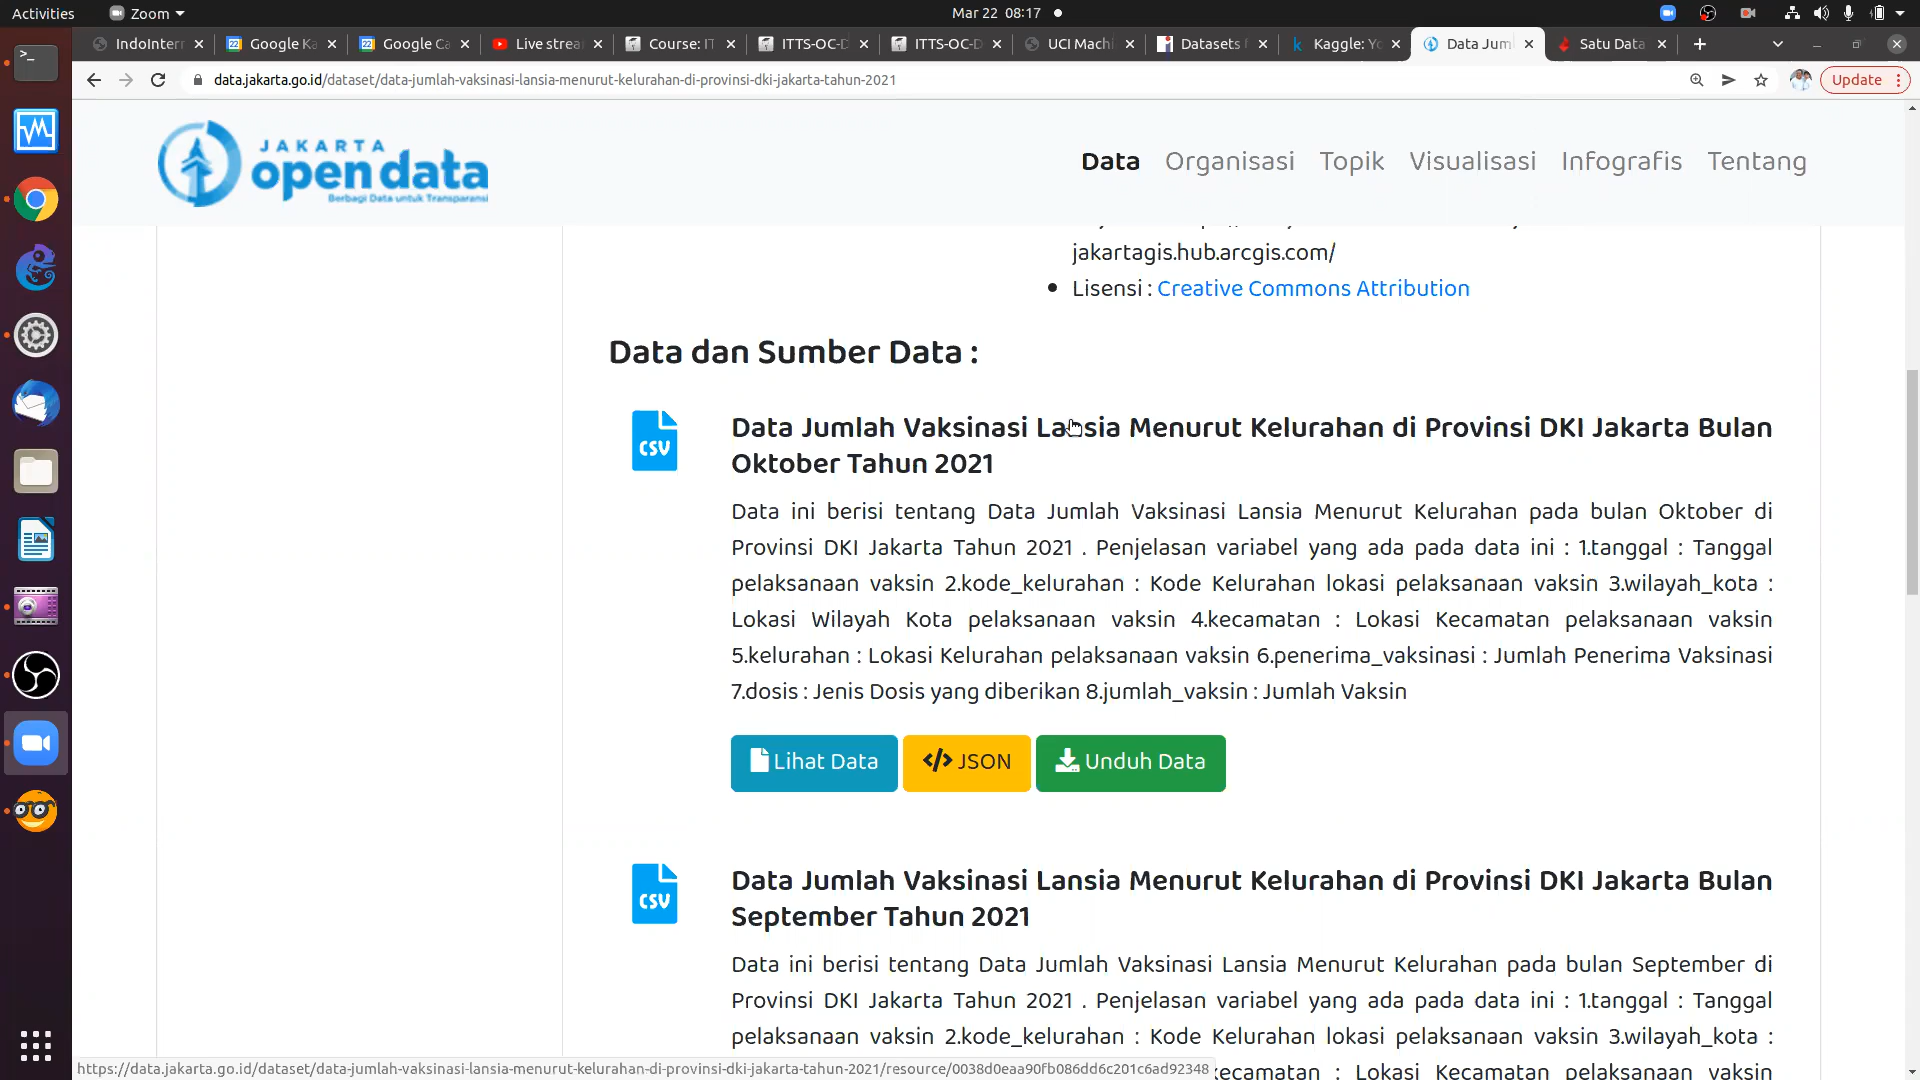 Activities
Zoom
Mar 22 08:17
IndoInter
Google Ka
Google Ca
Live strea
Course: IT
ITTS-OC-D
ITTS-OC-D
UCI Machi
Datasets
Kaggle: Yo
Data Jum
Satu Data
data.jakarta.go.id/dataset/data-jumlah-vaksinasi-lansia-menurut-kelurahan-di-provinsi-dki-jakarta-tahun-2021
Update
JAKARTA
open data
Berbagi Data untuk Transparansi
Data
Organisasi
Topik
Visualisasi
Infografis
Tentang
jakartagis.hub.arcgis.com/
Lisensi : Creative Commons Attribution
Data dan Sumber Data :
CSV
Data Jumlah Vaksinasi Lansia Menurut Kelurahan di Provinsi DKI Jakarta Bulan
Oktober Tahun 2021
Data ini berisi tentang Data Jumlah Vaksinasi Lansia Menurut Kelurahan pada bulan Oktober di
Provinsi DKI Jakarta Tahun 2021 . Penjelasan variabel yang ada pada data ini : 1.tanggal : Tanggal
pelaksanaan vaksin 2.kode_kelurahan : Kode Kelurahan lokasi pelaksanaan vaksin 3.wilayah_kota :
Lokasi Wilayah Kota pelaksanaan vaksin 4.kecamatan : Lokasi Kecamatan pelaksanaan vaksin
5.kelurahan : Lokasi Kelurahan pelaksanaan vaksin 6.penerima_vaksinasi : Jumlah Penerima Vaksinasi
7.dosis : Jenis Dosis yang diberikan 8.jumlah_vaksin : Jumlah Vaksin
Lihat Data
</> JSON
Unduh Data
CSV
Data Jumlah Vaksinasi Lansia Menurut Kelurahan di Provinsi DKI Jakarta Bulan
September Tahun 2021
Data ini berisi tentang Data Jumlah Vaksinasi Lansia Menurut Kelurahan pada bulan September di
Provinsi DKI Jakarta Tahun 2021 . Penjelasan variabel yang ada pada data ini : 1.tanggal : Tanggal
pelaksanaan vaksin 2.kode_kelurahan : Kode Kelurahan lokasi pelaksanaan vaksin 3.wilayah_kota :
kecamatan : Lokasi Kecamatan pelaksanaan vaksin
https://data.jakarta.go.id/dataset/data-jumlah-vaksinasi-lansia-menurut-kelurahan-di-provinsi-dki-jakarta-tahun-2021/resource/0038d0eaa90fb086dd6c201c6ad92348